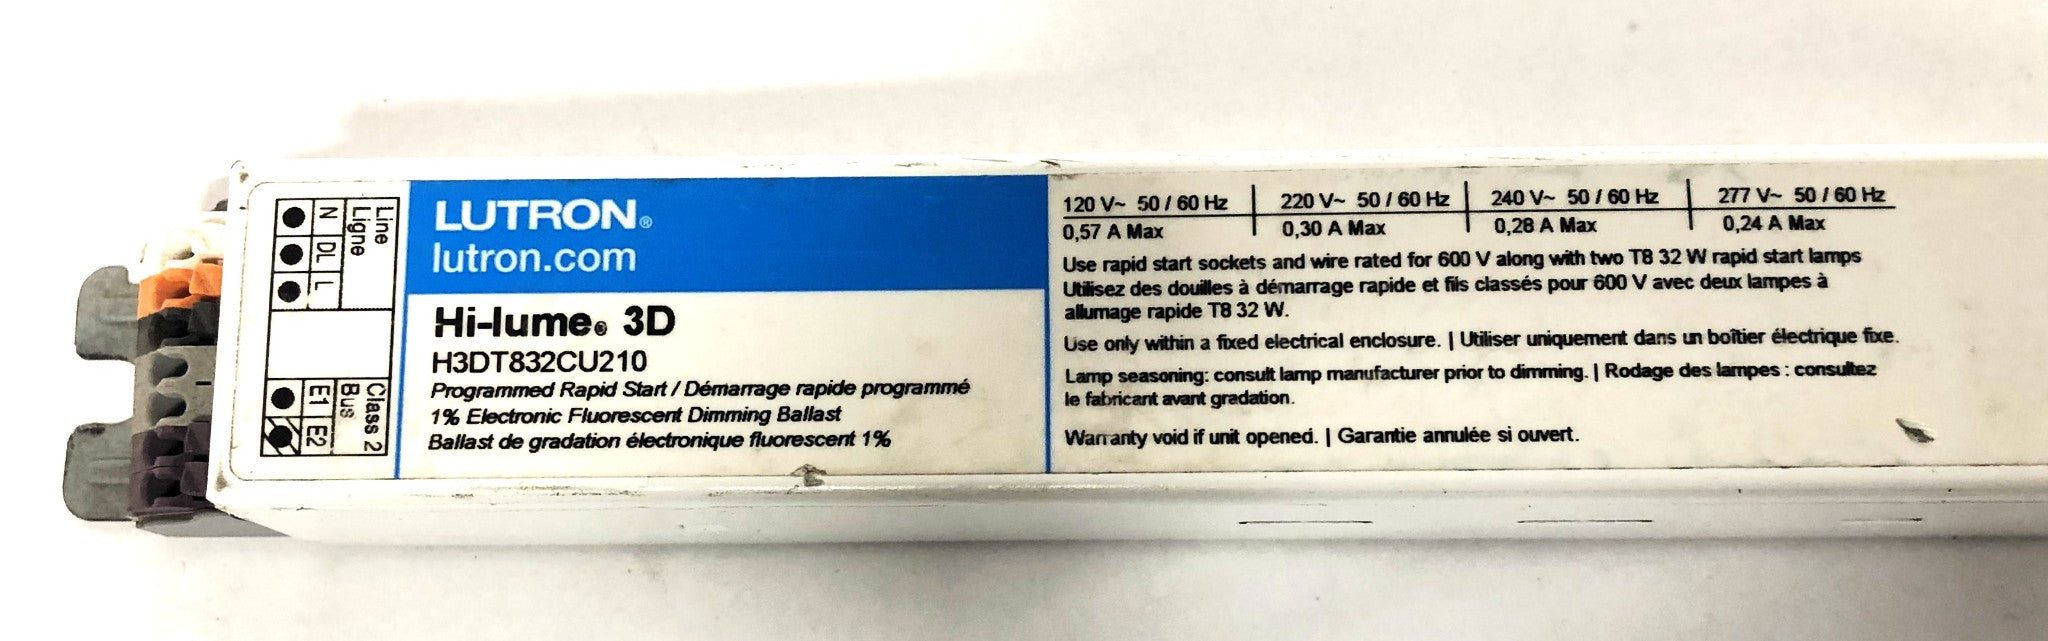 Line
Ligne
N DL L
Class 2
Bus
E1 E2
LUTRON®
lutron.com
Hi-lume® 3D
H3DT832CU210
Programmed Rapid Start / Démarrage rapide programmé
1% Electronic Fluorescent Dimming Ballast
Ballast de gradation électronique fluorescent 1%
120 V~ 50 / 60 Hz 220 V~ 50 / 60 Hz 240 V~ 50 / 60 Hz 277 V~ 50 / 60 Hz
0,57 A Max 0,30 A Max 0,28 A Max 0,24 A Max
Use rapid start sockets and wire rated for 600 V along with two T8 32 W rapid start lamps
Utilisez des douilles à démarrage rapide et fils classés pour 600 V avec deux lampes à
allumage rapide T8 32 W.
Use only within a fixed electrical enclosure. | Utiliser uniquement dans un boîtier électrique fixe.
Lamp seasoning: consult lamp manufacturer prior to dimming. | Rodage des lampes : consultez
le fabricant avant gradation.
Warranty void if unit opened. | Garantie annulée si ouvert.